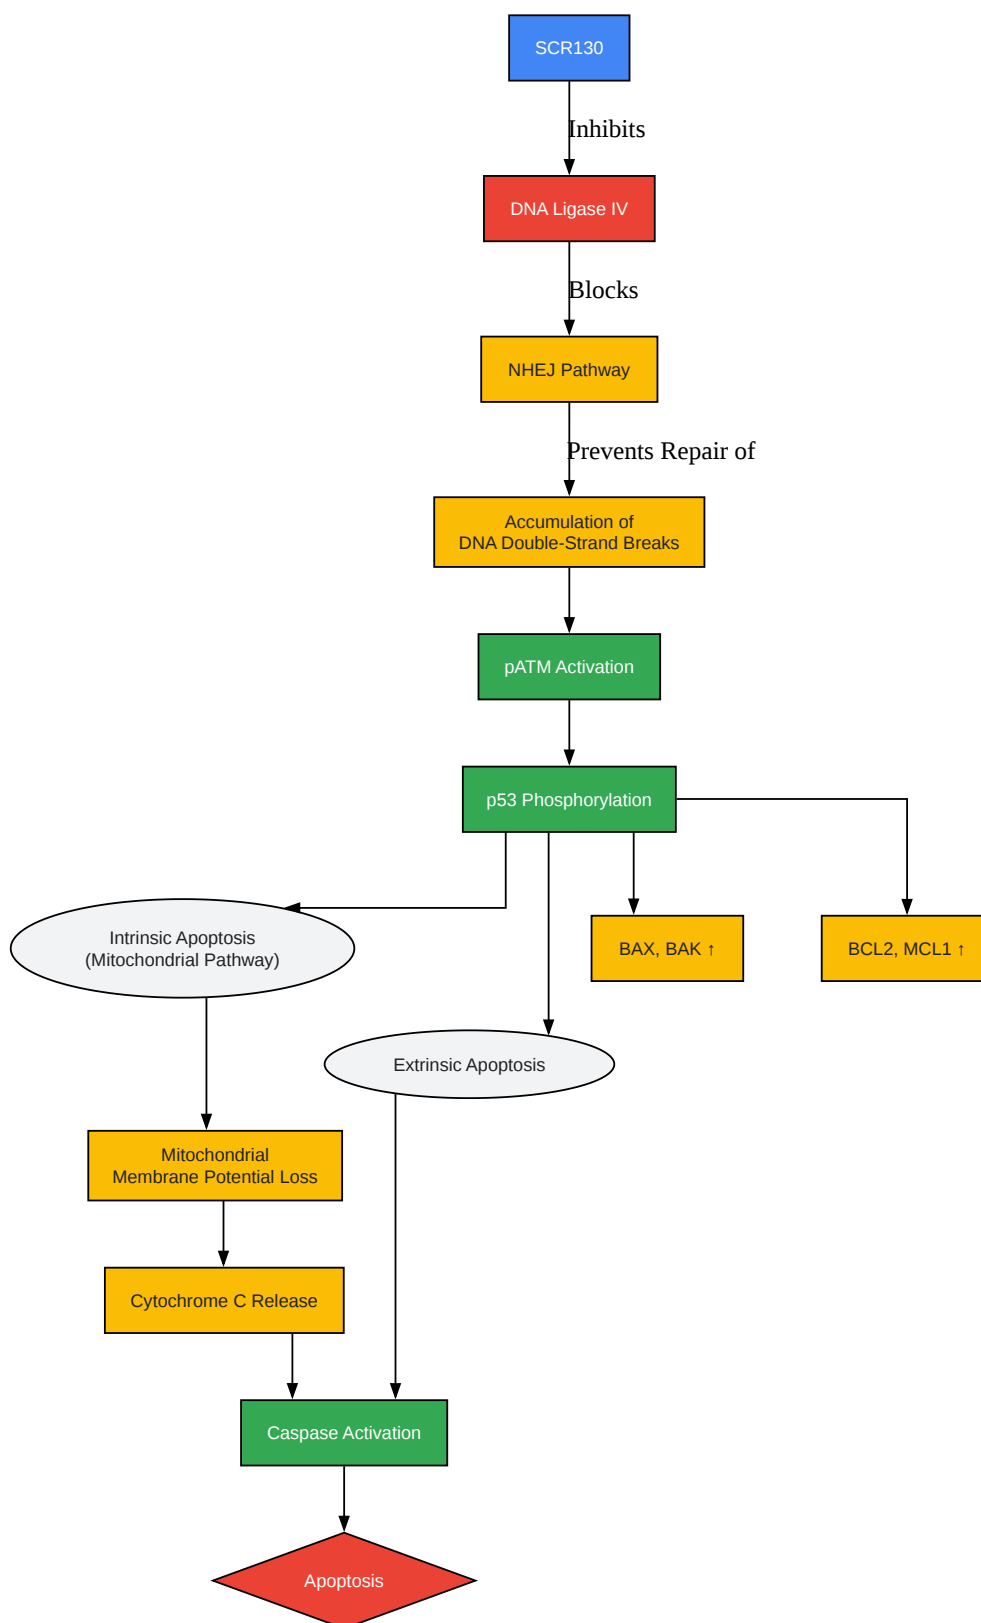 SCR130
Inhibits
DNA Ligase IV
Blocks
NHEJ Pathway
Prevents Repair of
Accumulation of
DNA Double-Strand Breaks
pATM Activation
p53 Phosphorylation
Intrinsic Apoptosis
(Mitochondrial Pathway)
BAX, BAK ↑
BCL2, MCL1 ↑
Extrinsic Apoptosis
Mitochondrial
Membrane Potential Loss
Cytochrome C Release
Caspase Activation
Apoptosis